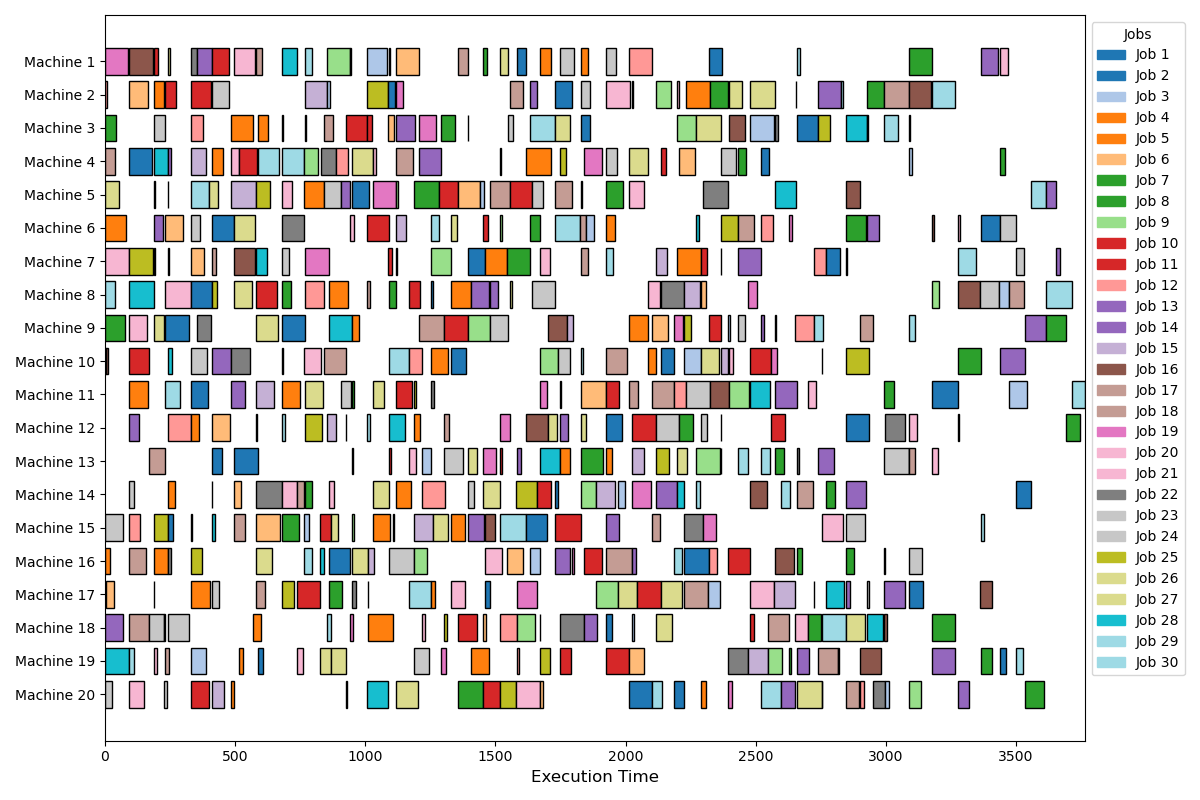 Machine 1
Machine 2
Machine 3
Machine 4
Machine 5
Machine 6
Machine 7
Machine 8
Machine 9
Machine 10
Machine 11
Machine 12
Machine 13
Machine 14
Machine 15
Machine 16
Machine 17
Machine 18
Machine 19
Machine 20
0 500 1000 1500 2000 2500 3000 3500
Execution Time
Jobs
Job 1
Job 2
Job 3
Job 4
Job 5
Job 6
Job 7
Job 8
Job 9
Job 10
Job 11
Job 12
Job 13
Job 14
Job 15
Job 16
Job 17
Job 18
Job 19
Job 20
Job 21
Job 22
Job 23
Job 24
Job 25
Job 26
Job 27
Job 28
Job 29
Job 30